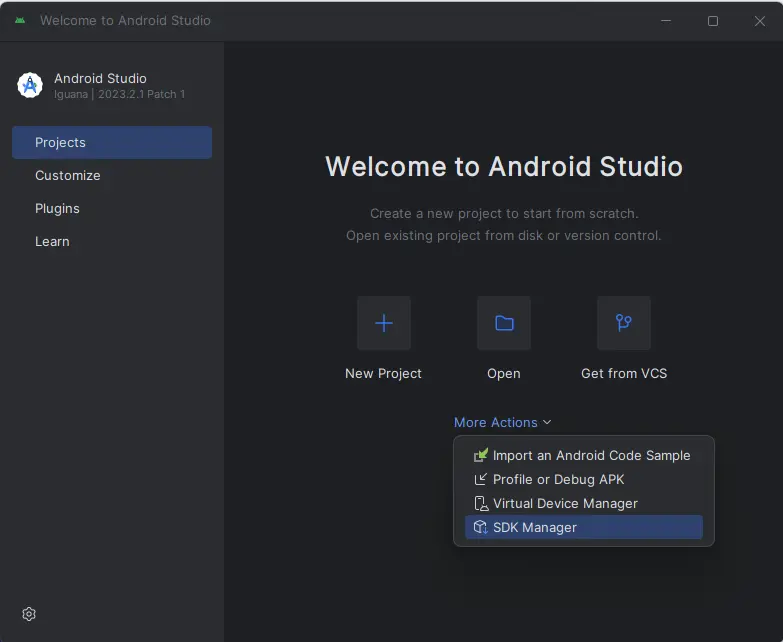 Welcome to Android Studio
Android Studio
Iguana | 2023.2.1 Patch 1
Projects
Customize
Plugins
Learn
Welcome to Android Studio
Create a new project to start from scratch.
Open existing project from disk or version control.
New Project
Open
Get from VCS
More Actions
Import an Android Code Sample
Profile or Debug APK
Virtual Device Manager
SDK Manager